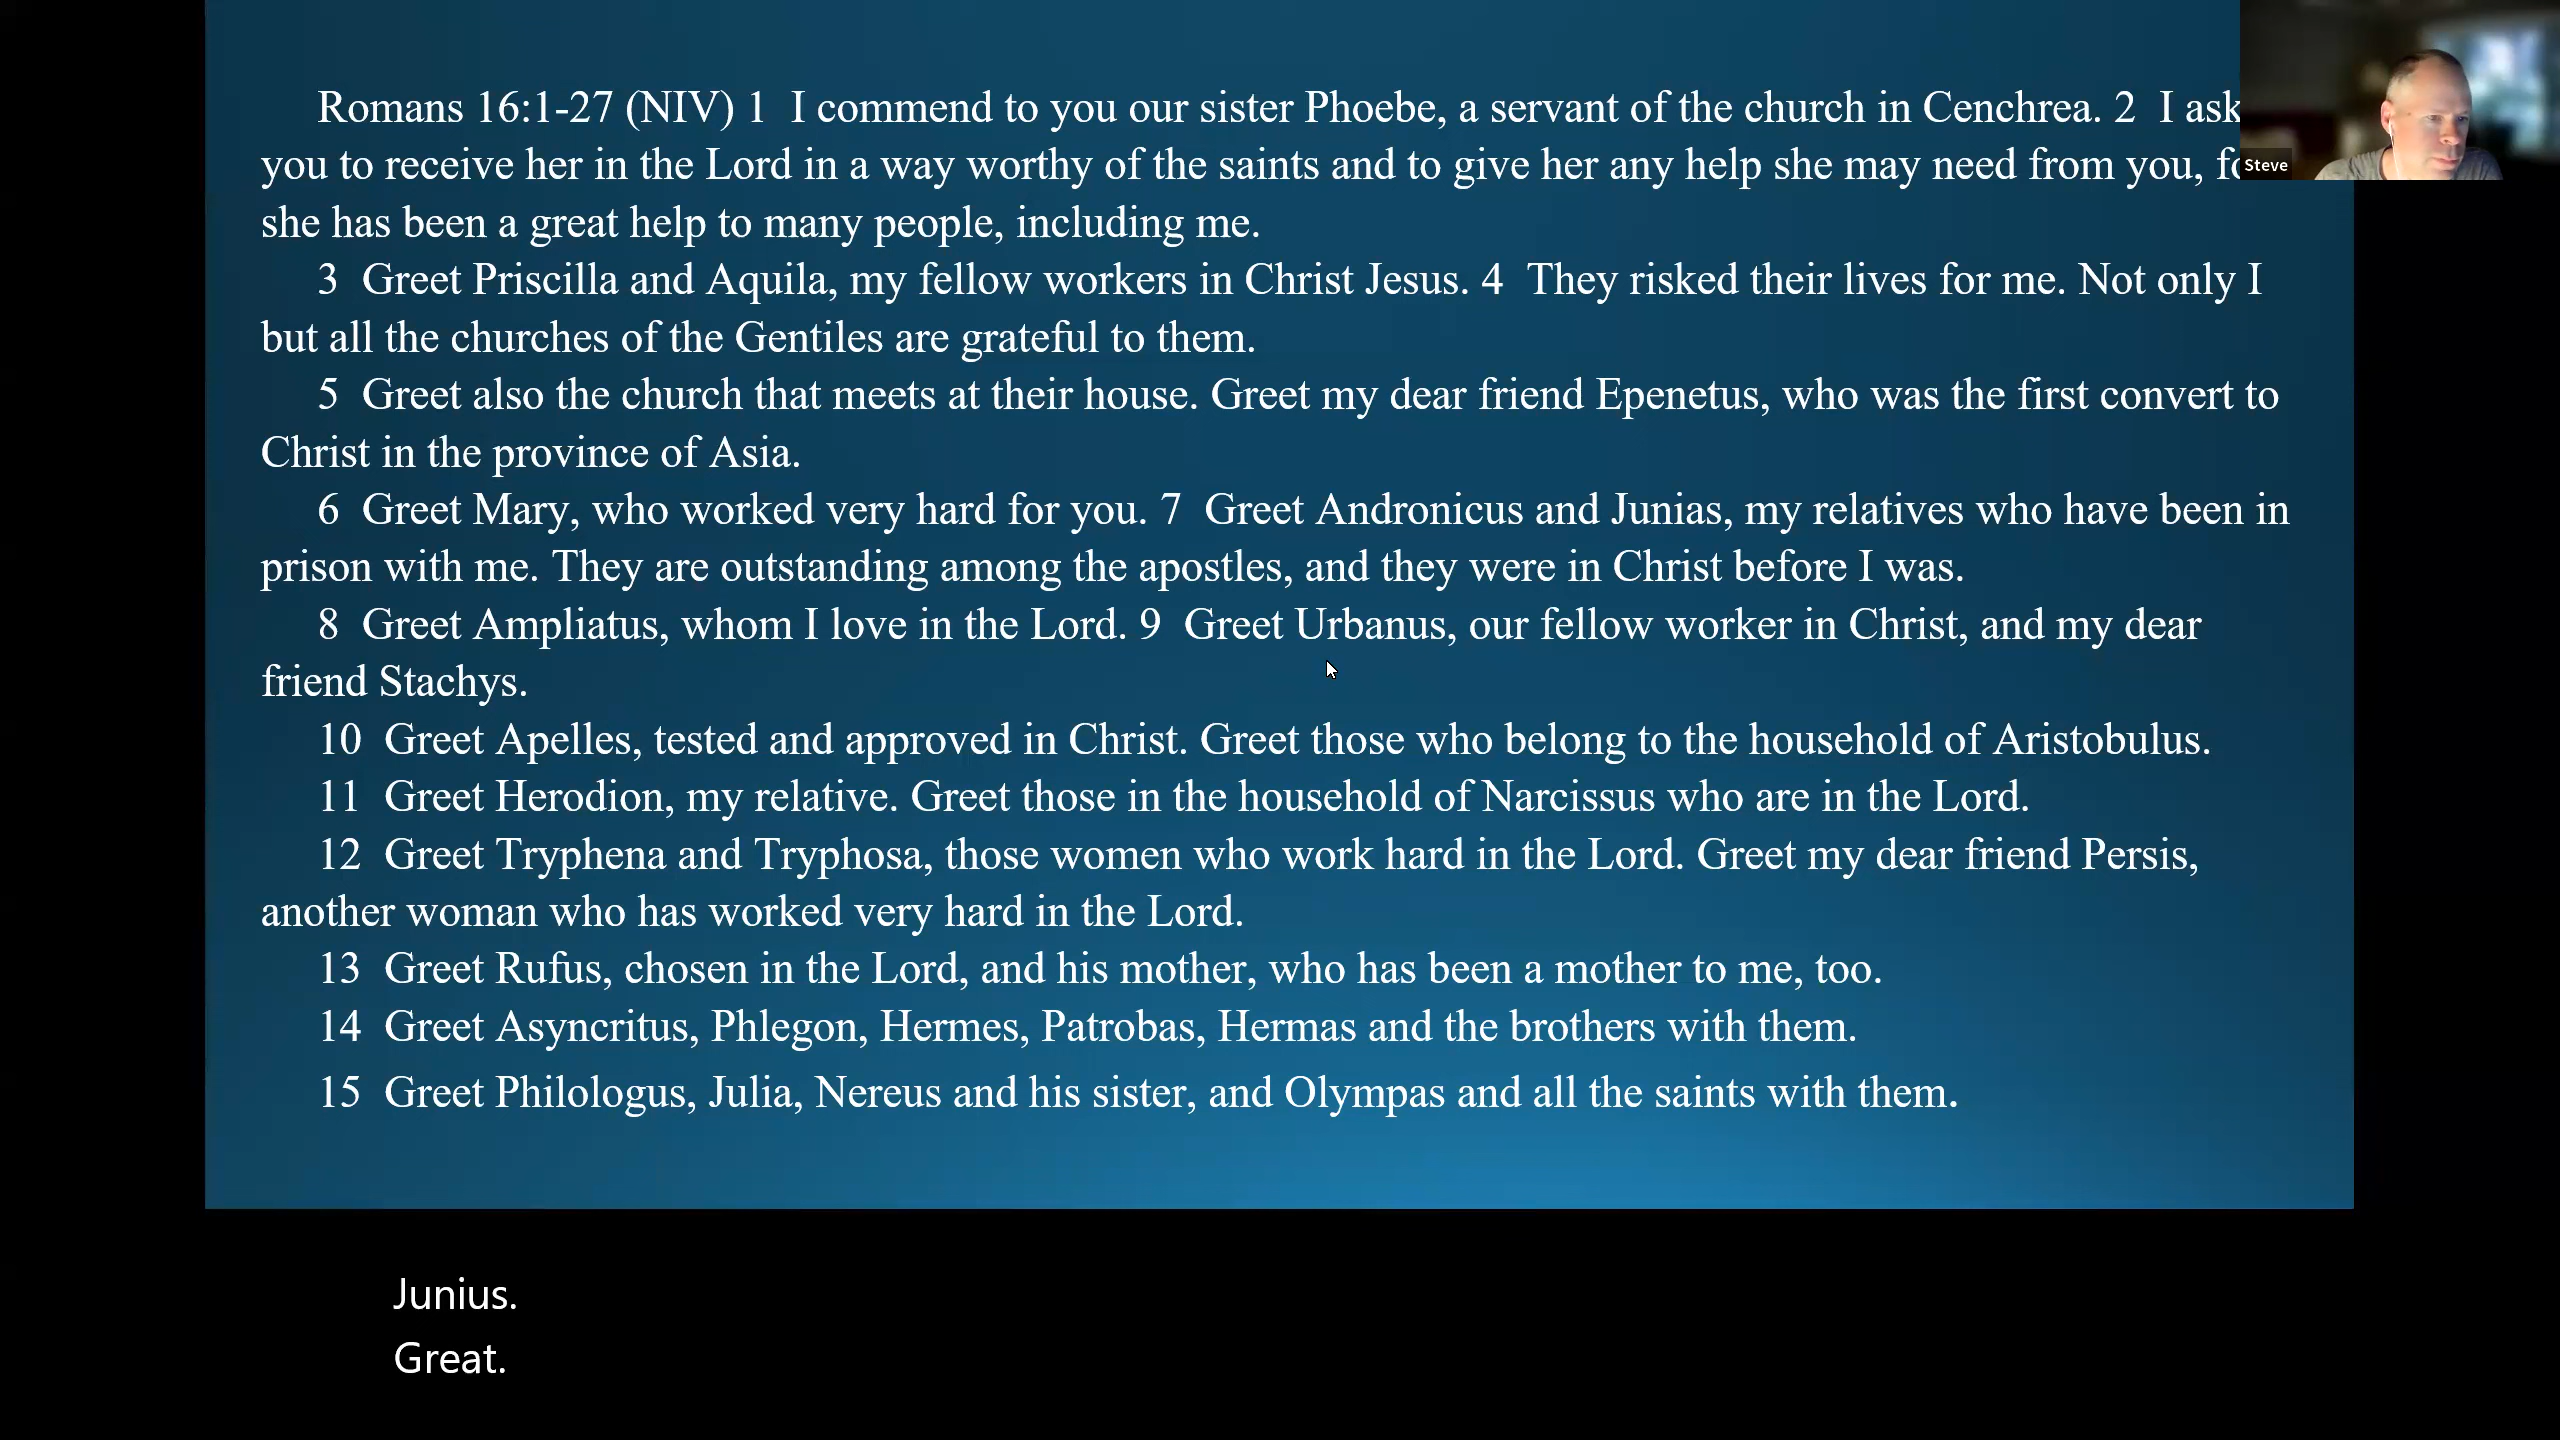 Romans 16:1-27 (NIV) 1  I commend to you our sister Phoebe, a servant of the church in Cenchrea. 2  I ask
you to receive her in the Lord in a way worthy of the saints and to give her any help she may need from you,
she has been a great help to many people, including me.
3  Greet Priscilla and Aquila, my fellow workers in Christ Jesus. 4  They risked their lives for me. Not only I
but all the churches of the Gentiles are grateful to them.
5  Greet also the church that meets at their house. Greet my dear friend Epenetus, who was the first convert to
Christ in the province of Asia.
6  Greet Mary, who worked very hard for you. 7  Greet Andronicus and Junias, my relatives who have been in
prison with me. They are outstanding among the apostles, and they were in Christ before I was.
8  Greet Ampliatus, whom I love in the Lord. 9  Greet Urbanus, our fellow worker in Christ, and my dear
friend Stachys.
10  Greet Apelles, tested and approved in Christ. Greet those who belong to the household of Aristobulus.
11  Greet Herodion, my relative. Greet those in the household of Narcissus who are in the Lord.
12  Greet Tryphena and Tryphosa, those women who work hard in the Lord. Greet my dear friend Persis,
another woman who has worked very hard in the Lord.
13  Greet Rufus, chosen in the Lord, and his mother, who has been a mother to me, too.
14  Greet Asyncritus, Phlegon, Hermes, Patrobas, Hermas and the brothers with them.
15  Greet Philologus, Julia, Nereus and his sister, and Olympas and all the saints with them.
Steve
Junius.
Great.